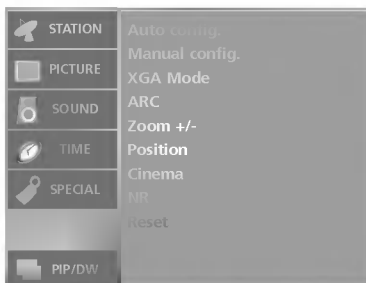 STATION
PICTURE
SOUND
TIME
SPECIAL
PIP/DW
Auto config.
Manual config.
XGA Mode
ARC
Zoom +/-
Position
Cinema
NR
Reset